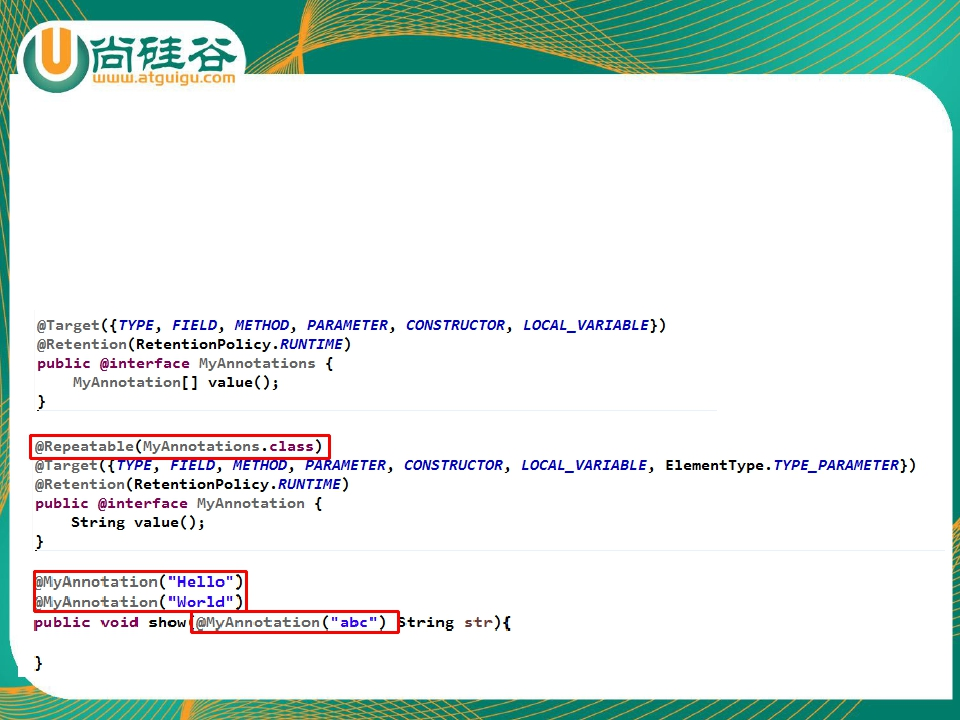 尚硅谷
www.atguigu.com
@Target({TYPE, FIELD, METHOD, PARAMETER, CONSTRUCTOR, LOCAL_VARIABLE})
@Retention(RetentionPolicy.RUNTIME)
public @interface MyAnnotations {
    MyAnnotation[] value();
}
@Repeatable(MyAnnotations.class)
@Target({TYPE, FIELD, METHOD, PARAMETER, CONSTRUCTOR, LOCAL_VARIABLE, ElementType.TYPE_PARAMETER})
@Retention(RetentionPolicy.RUNTIME)
public @interface MyAnnotation {
    String value();
}
@MyAnnotation("Hello")
@MyAnnotation("World")
public void show(@MyAnnotation("abc") String str){
}